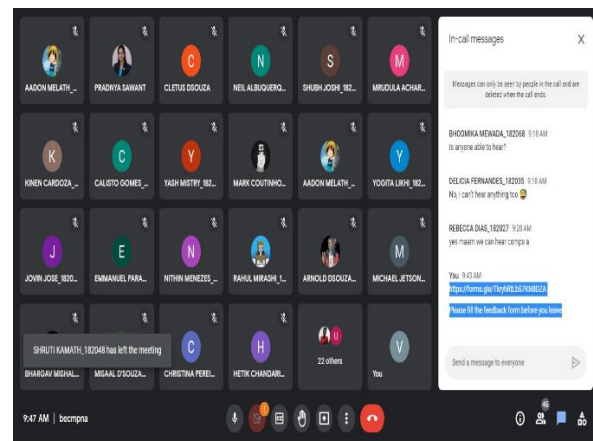 In-call messages
Messages can only be seen by people in the call and are
deleted when the call ends.
BHOOMIKA MEWADA_182068 9:18 AM
Is anyone able to hear?
DELICIA FERNANDES_182035 9:18 AM
No, I can't hear anything too
REBECCA DIAS_182027 9:20 AM
yes maam we can hear comps a
You 9:43 AM
Please fill the feedback form before you leave
Send a message to everyone
AADON MELATH_...
PRADNYA SAWANT
C
CLETUS DSOUZA
N
NEIL ALBUQUERQ...
S
SHUBH JOSHI_182...
M
MRUDULA ACHAR...
K
KINEN CARDOZA_...
C
CALISTO GOMES_...
Y
YASH MISTRY_182...
MARK COUTINHO...
AADON MELATH_...
Y
YOGITA LIKHI_182...
J
JOVIN JOSE_1820...
E
EMMANUEL PARA...
N
NITHIN MENEZES_...
RAHUL MIRASHI_1...
ARNOLD DSOUZA...
M
MICHAEL JETSON...
SHRUTI KAMATH_182048 has left the meeting
BHARGAV MISHAL...
MISAAL D'SOUZA...
C
CHRISTINA PEREI...
H
HETIK CHANDARI...
U
22 others
V
You
9:47 AM | becmpna
45